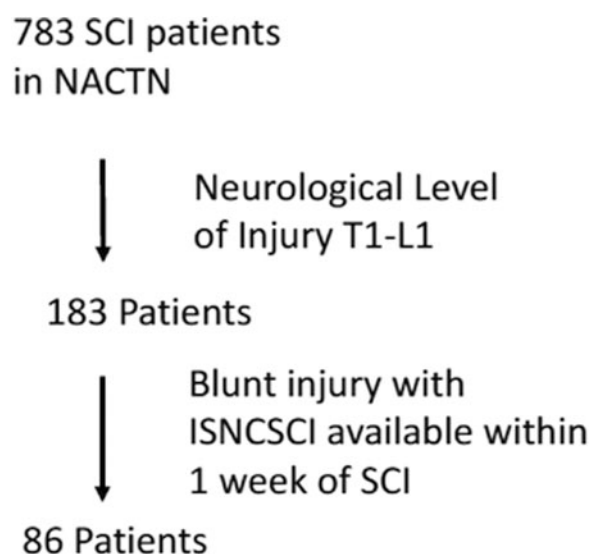 783 SCI patients
in NACTN
Neurological Level
of Injury T1-L1
183 Patients
Blunt injury with
ISNCSCI available within
1 week of SCI
86 Patients